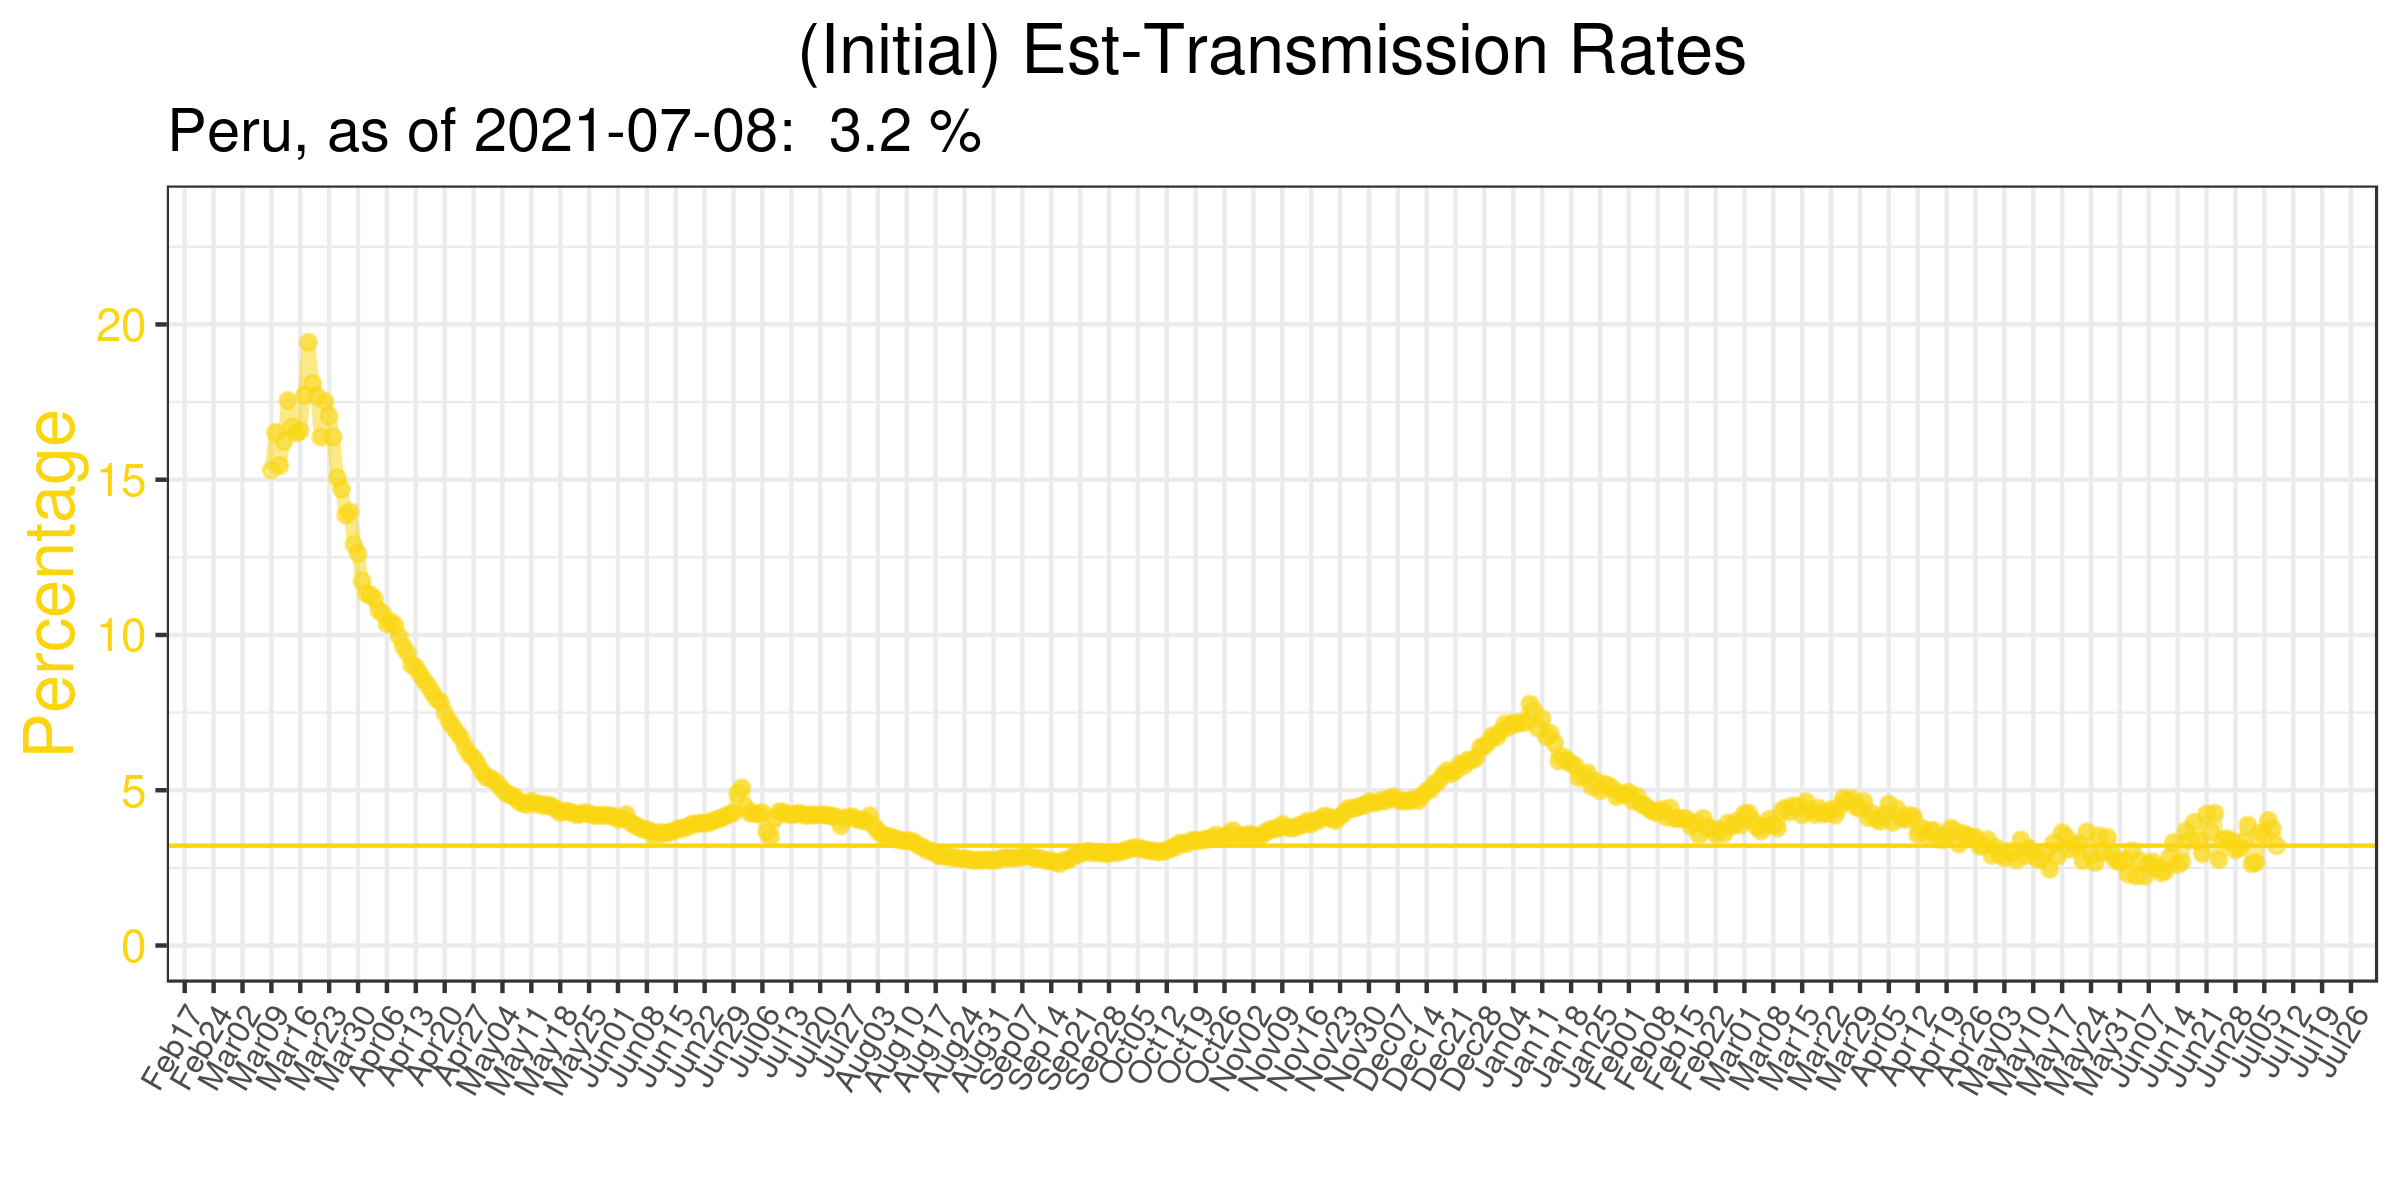 (Initial) Est-Transmission Rates
Peru, as of 2021-07-08:  3.2 %
Percentage
20
15
10
5
0
Feb17
Feb24
Mar02
Mar09
Mar16
Mar23
Mar30
Apr06
Apr13
Apr20
Apr27
May04
May11
May18
May25
Jun01
Jun08
Jun15
Jun22
Jun29
Jul06
Jul13
Jul20
Jul27
Aug03
Aug10
Aug17
Aug24
Aug31
Sep07
Sep14
Sep21
Sep28
Oct05
Oct12
Oct19
Oct26
Nov02
Nov09
Nov16
Nov23
Nov30
Dec07
Dec14
Dec21
Dec28
Jan04
Jan11
Jan18
Jan25
Feb01
Feb08
Feb15
Feb22
Mar01
Mar08
Mar15
Mar22
Mar29
Apr05
Apr12
Apr19
Apr26
May03
May10
May17
May24
May31
Jun07
Jun14
Jun21
Jun28
Jul05
Jul12
Jul19
Jul26